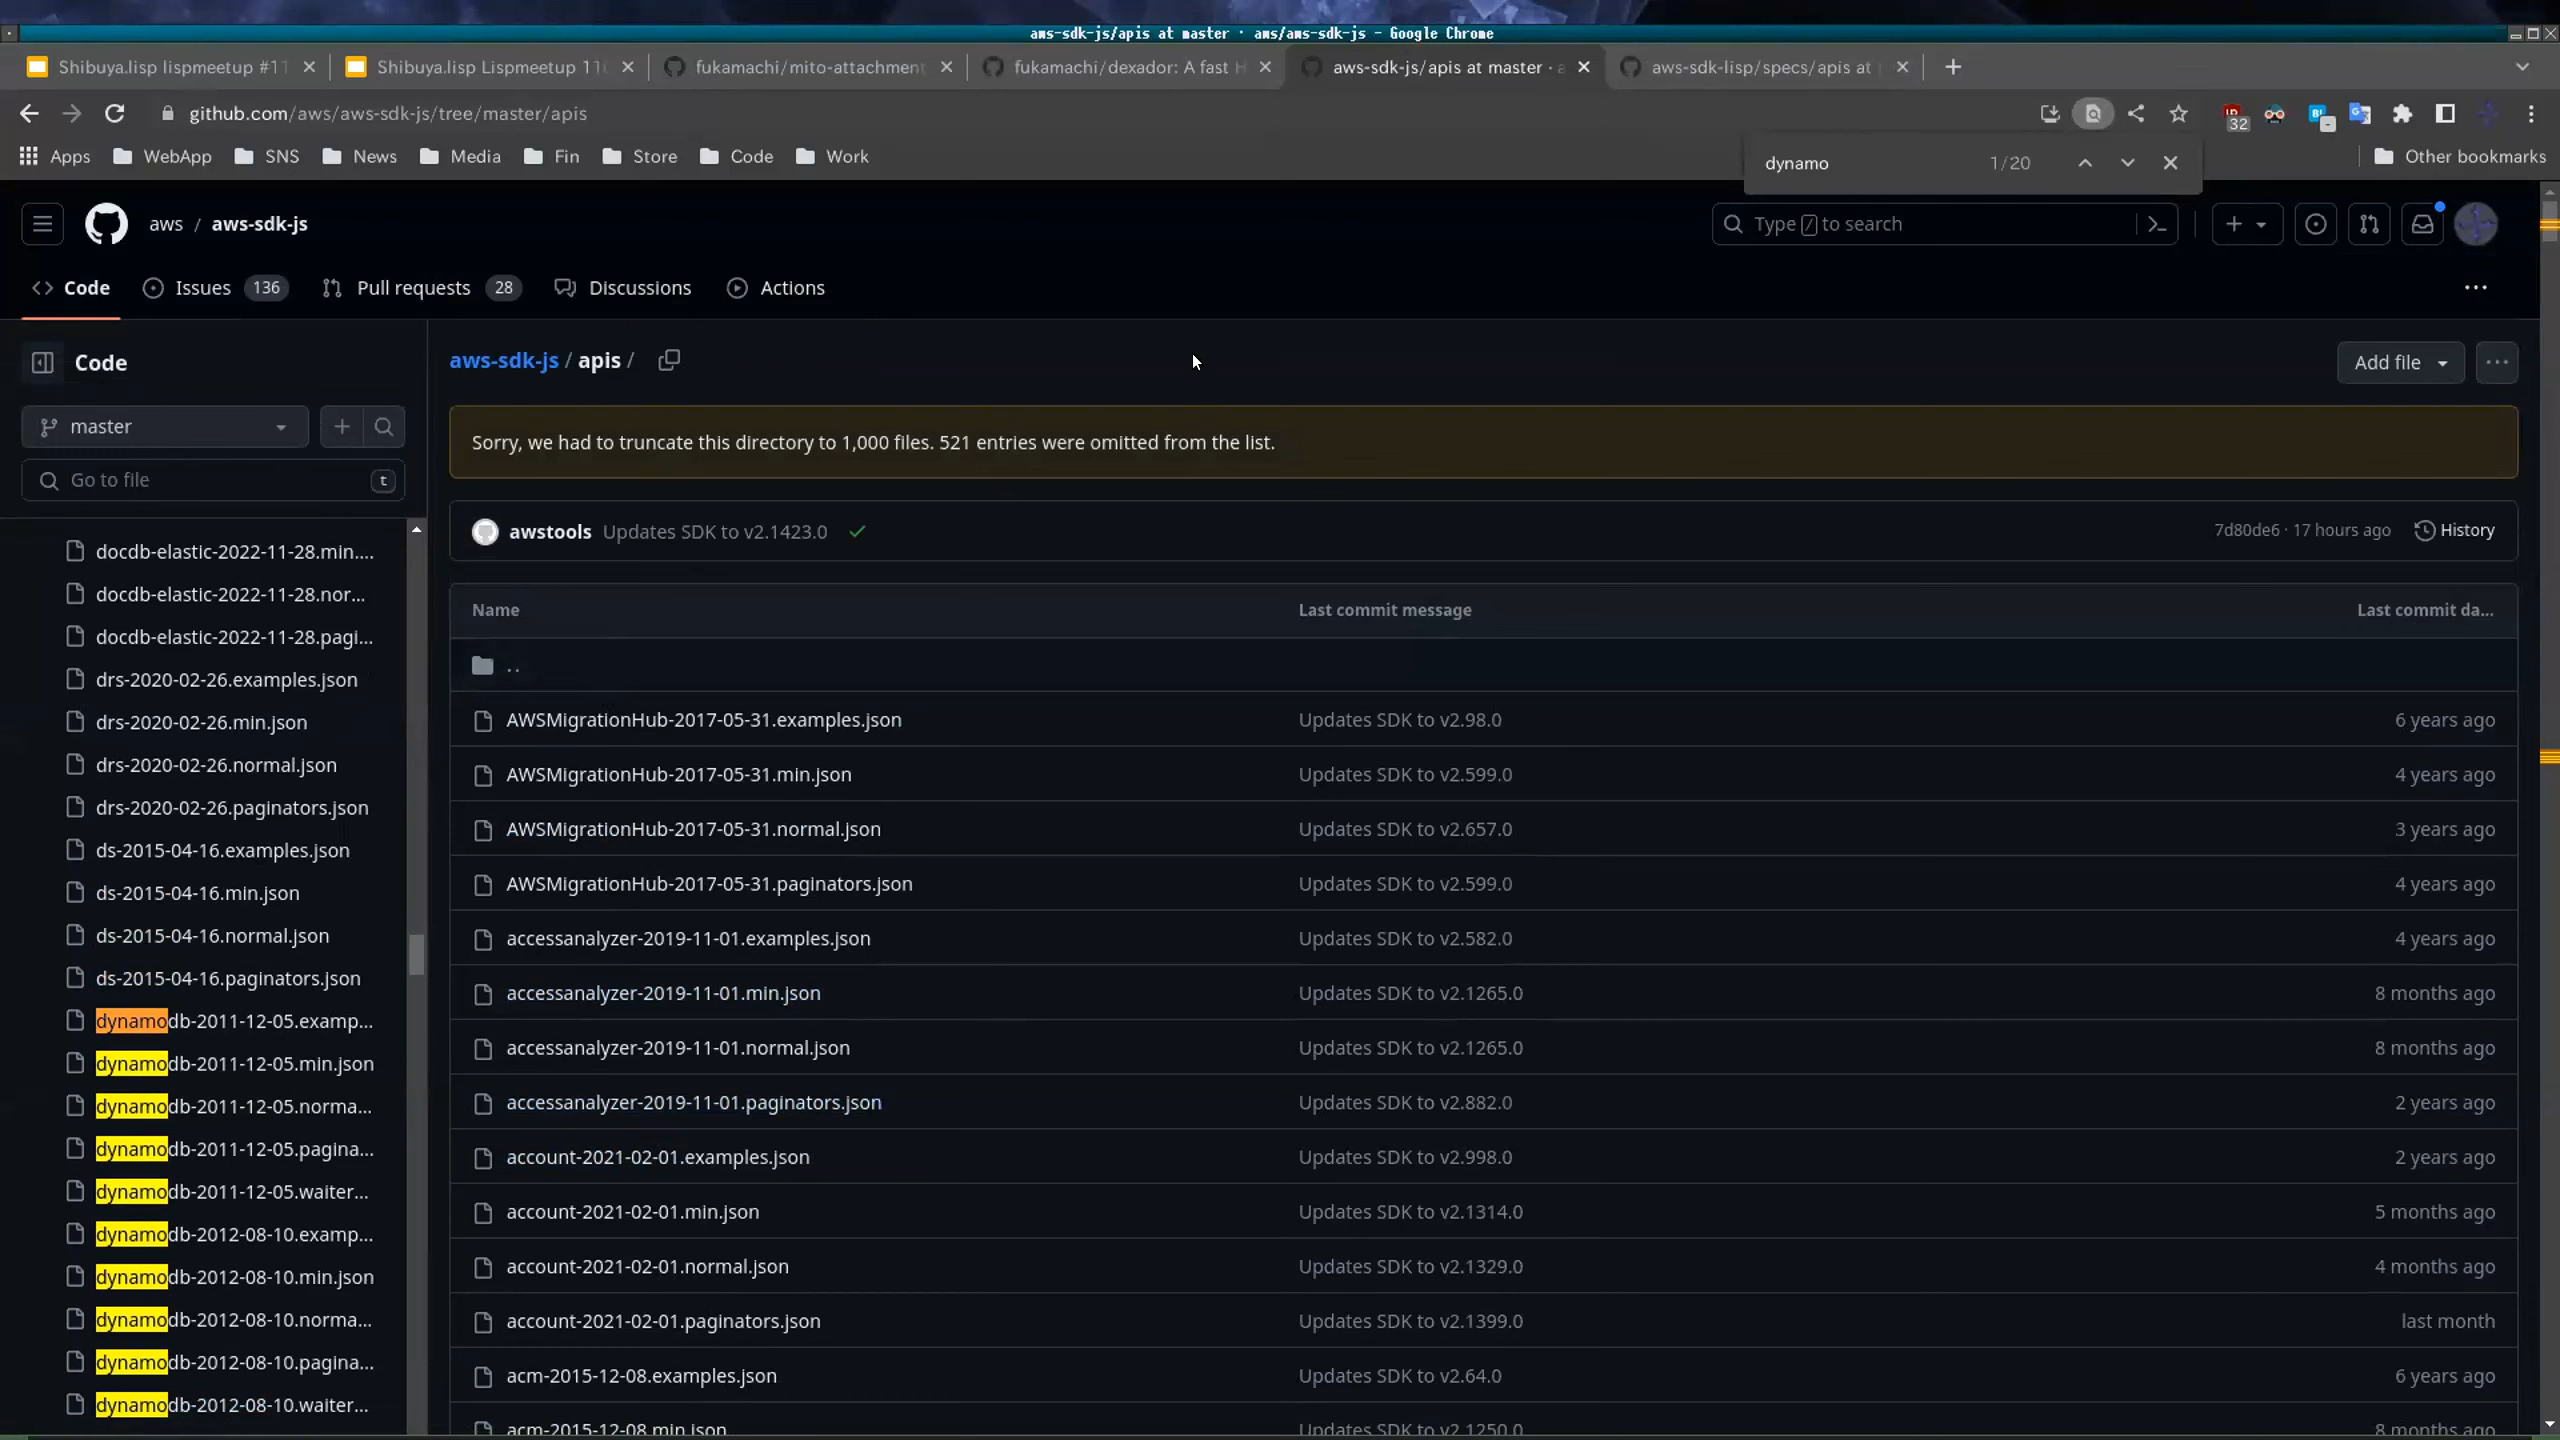 aws-sdk-js/apis at master · aws/aws-sdk-js - Google Chrome
Shibuya.lisp lispmeetup #11
Shibuya.lisp Lispmeetup 11
fukamachi/mito-attachment
fukamachi/dexador: A fast H
aws-sdk-js/apis at master ·
aws-sdk-lisp/specs/apis at
github.com/aws/aws-sdk-js/tree/master/apis
32
Apps WebApp SNS News Media Fin Store Code Work Other bookmarks
dynamo 1/20
aws / aws-sdk-js
Type / to search
Code Issues 136 Pull requests 28 Discussions Actions
Code
master
Go to file t
docdb-elastic-2022-11-28.min....
docdb-elastic-2022-11-28.nor...
docdb-elastic-2022-11-28.pagi...
drs-2020-02-26.examples.json
drs-2020-02-26.min.json
drs-2020-02-26.normal.json
drs-2020-02-26.paginators.json
ds-2015-04-16.examples.json
ds-2015-04-16.min.json
ds-2015-04-16.normal.json
ds-2015-04-16.paginators.json
dynamodb-2011-12-05.examp...
dynamodb-2011-12-05.min.json
dynamodb-2011-12-05.norma...
dynamodb-2011-12-05.pagina...
dynamodb-2011-12-05.waiter...
dynamodb-2012-08-10.examp...
dynamodb-2012-08-10.min.json
dynamodb-2012-08-10.norma...
dynamodb-2012-08-10.pagina...
dynamodb-2012-08-10.waiter...
aws-sdk-js / apis /
Add file
Sorry, we had to truncate this directory to 1,000 files. 521 entries were omitted from the list.
awstools Updates SDK to v2.1423.0 7d80de6 · 17 hours ago History
Name Last commit message Last commit da...
..
AWSMigrationHub-2017-05-31.examples.json Updates SDK to v2.98.0 6 years ago
AWSMigrationHub-2017-05-31.min.json Updates SDK to v2.599.0 4 years ago
AWSMigrationHub-2017-05-31.normal.json Updates SDK to v2.657.0 3 years ago
AWSMigrationHub-2017-05-31.paginators.json Updates SDK to v2.599.0 4 years ago
accessanalyzer-2019-11-01.examples.json Updates SDK to v2.582.0 4 years ago
accessanalyzer-2019-11-01.min.json Updates SDK to v2.1265.0 8 months ago
accessanalyzer-2019-11-01.normal.json Updates SDK to v2.1265.0 8 months ago
accessanalyzer-2019-11-01.paginators.json Updates SDK to v2.882.0 2 years ago
account-2021-02-01.examples.json Updates SDK to v2.998.0 2 years ago
account-2021-02-01.min.json Updates SDK to v2.1314.0 5 months ago
account-2021-02-01.normal.json Updates SDK to v2.1329.0 4 months ago
account-2021-02-01.paginators.json Updates SDK to v2.1399.0 last month
acm-2015-12-08.examples.json Updates SDK to v2.64.0 6 years ago
acm-2015-12-08.min.json Updates SDK to v2.1250.0 8 months ago